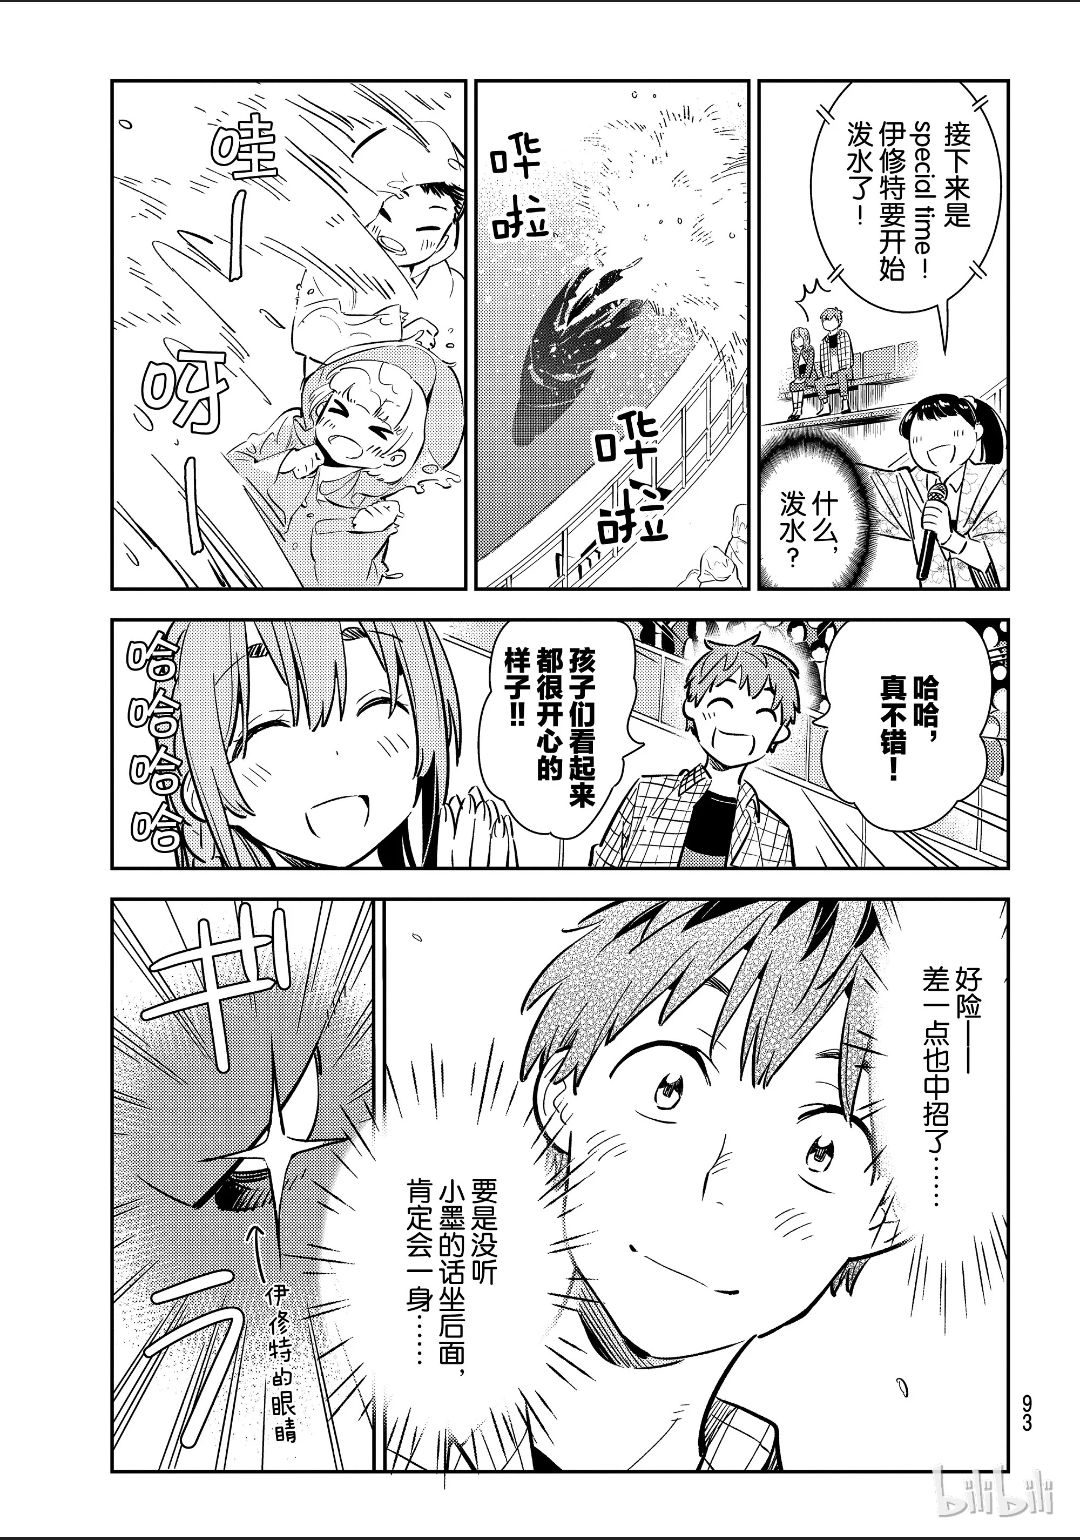 接下来是
special time!
伊修特要开始
泼水了！
什么，
泼水？
哗啦
哗啦
哇
呀
哈哈，
真不错！
孩子们看起来
都很开心的
样子!!
哈哈哈哈
好险——
差一点也中招了……
要是没听
小墨的话坐后面，
肯定会一身……
伊修特的眼睛
93
bilibili